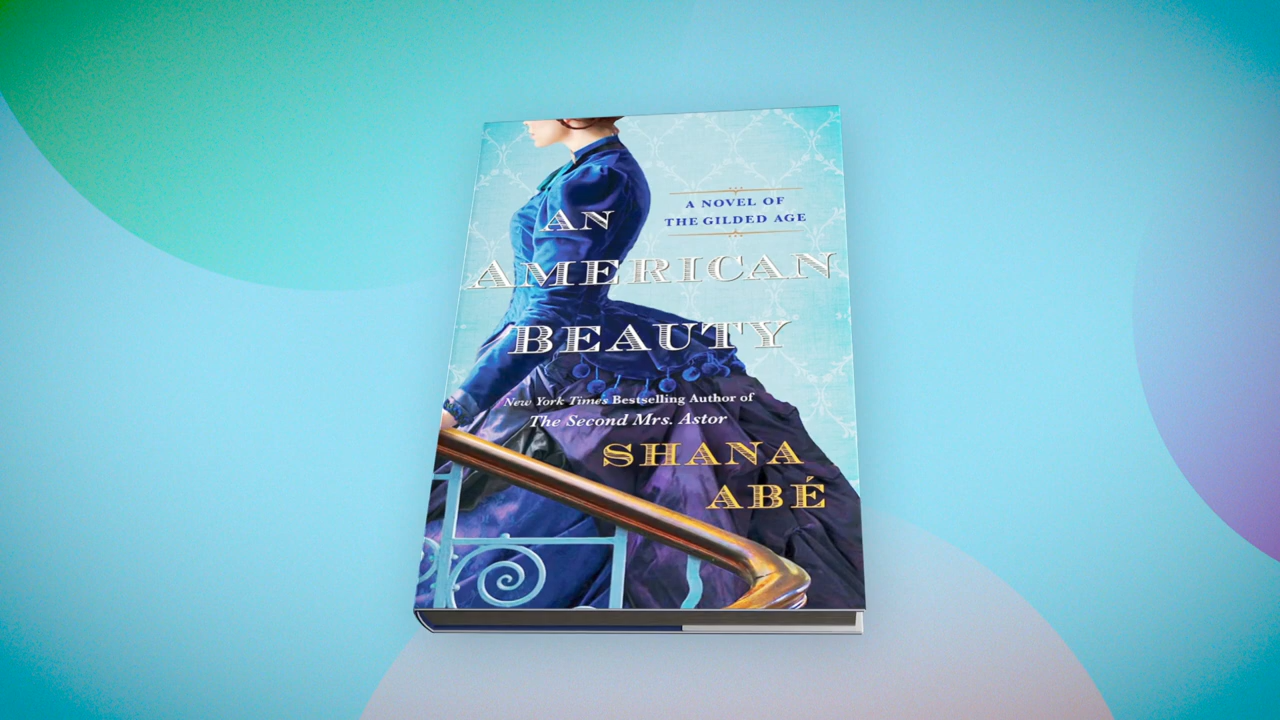 A NOVEL OF
THE GILDED AGE
AN
AMERICAN
BEAUTY
New York Times Bestselling Author of
The Second Mrs. Astor
SHANA
ABÉ